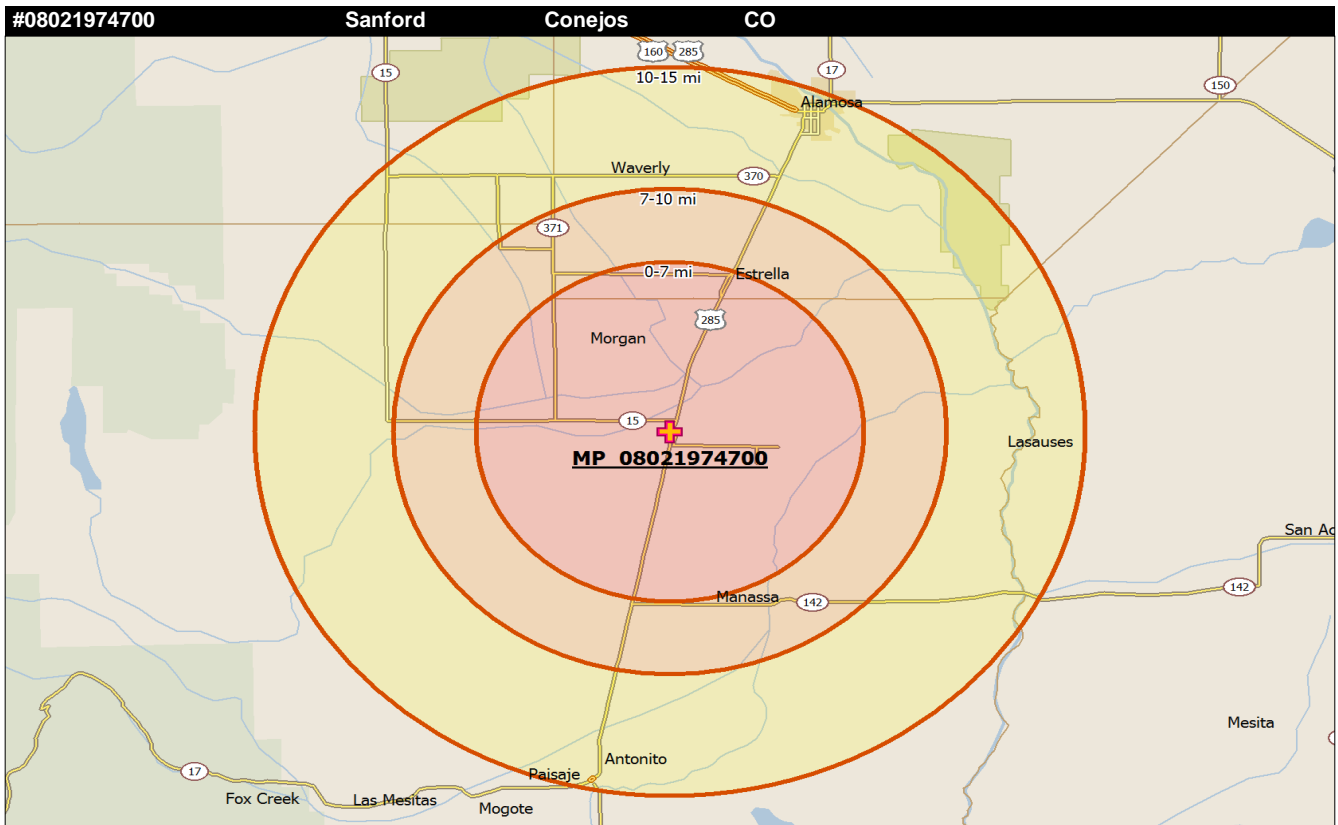 #08021974700 Sanford Conejos CO
160 285
15
10-15 mi
17
150
Alamosa
Waverly
370
7-10 mi
371
0-7 mi
Estrella
285
Morgan
15
Lasauses
MP 08021974700
San Ac
142
Manassa
142
Mesita
Antonito
Paisaje
17
Fox Creek
Las Mesitas
Mogote